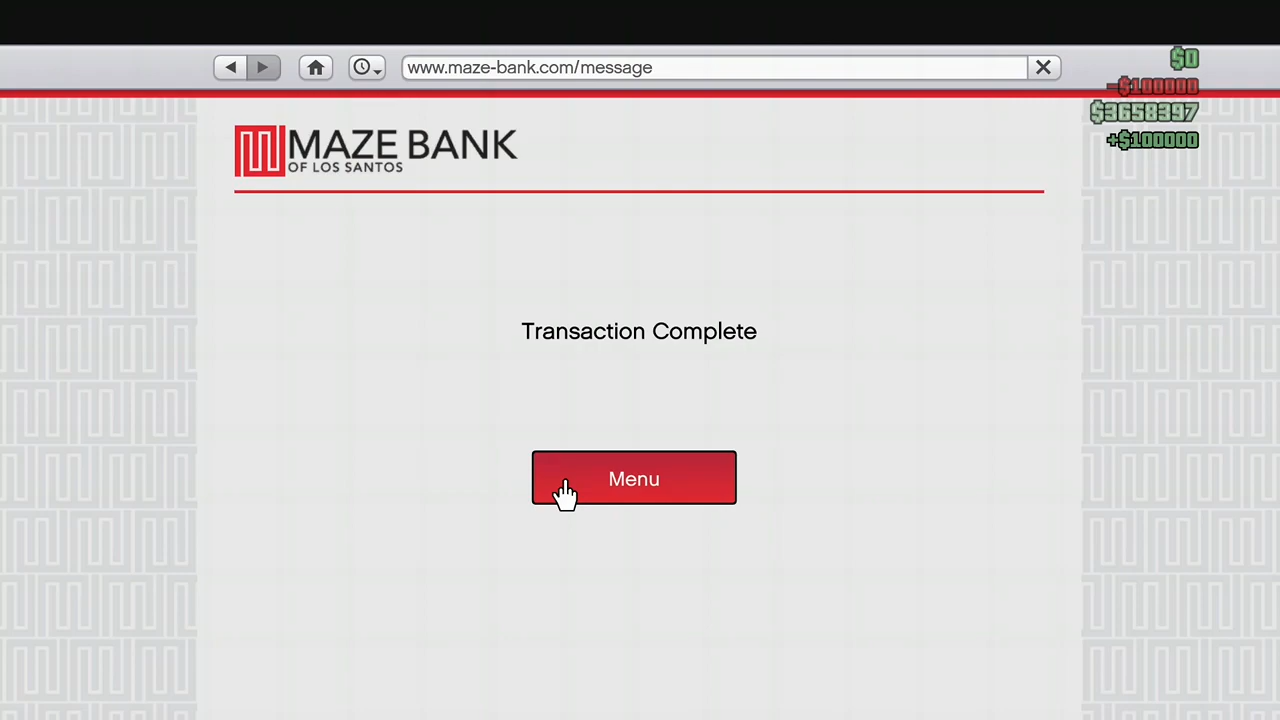 www.maze-bank.com/message
$0
-$100000
$3658397
+$100000
MAZE BANK
OF LOS SANTOS
Transaction Complete
Menu